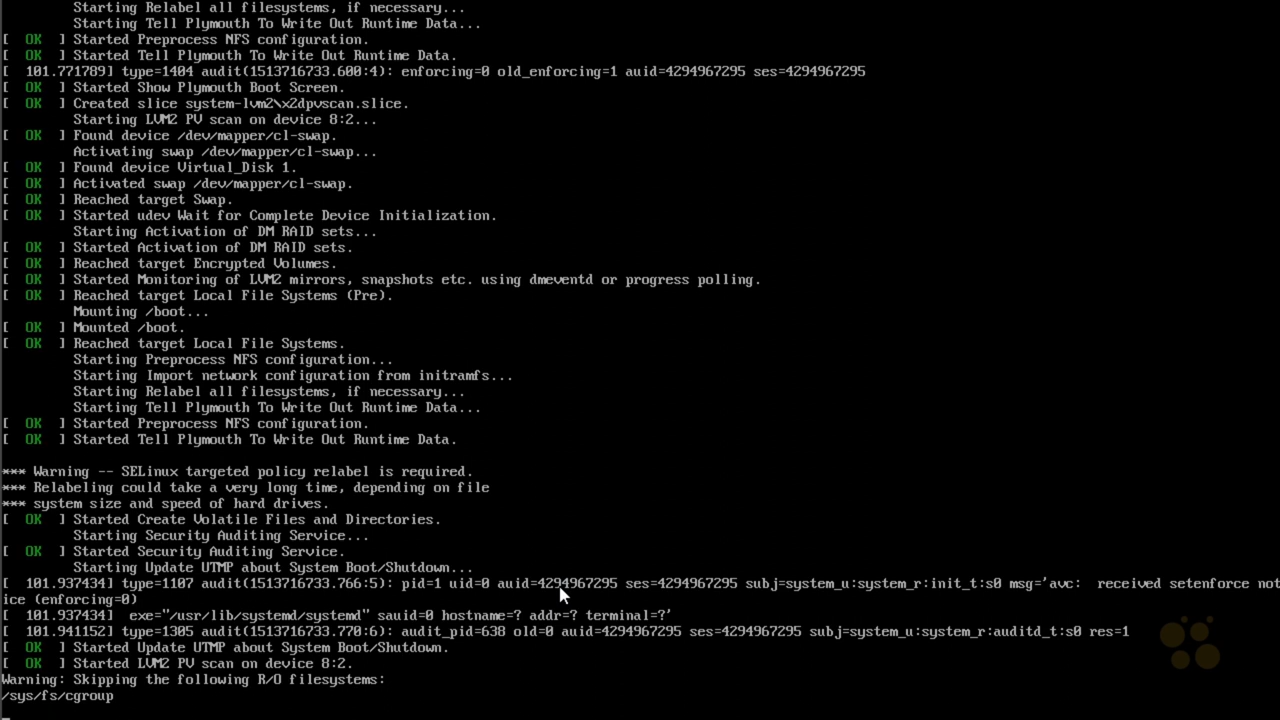 Starting Relabel all filesystems, if necessary...
         Starting Tell Plymouth To Write Out Runtime Data...
[  OK  ] Started Preprocess NFS configuration.
[  OK  ] Started Tell Plymouth To Write Out Runtime Data.
[  101.771789] type=1404 audit(1513716733.600:4): enforcing=0 old_enforcing=1 auid=4294967295 ses=4294967295
[  OK  ] Started Show Plymouth Boot Screen.
[  OK  ] Created slice system-lvm2\x2dpvscan.slice.
         Starting LVM2 PV scan on device 8:2...
[  OK  ] Found device /dev/mapper/cl-swap.
         Activating swap /dev/mapper/cl-swap...
[  OK  ] Found device Virtual_Disk 1.
[  OK  ] Activated swap /dev/mapper/cl-swap.
[  OK  ] Reached target Swap.
[  OK  ] Started udev Wait for Complete Device Initialization.
         Starting Activation of DM RAID sets...
[  OK  ] Started Activation of DM RAID sets.
[  OK  ] Reached target Encrypted Volumes.
[  OK  ] Started Monitoring of LVM2 mirrors, snapshots etc. using dmeventd or progress polling.
[  OK  ] Reached target Local File Systems (Pre).
         Mounting /boot...
[  OK  ] Mounted /boot.
[  OK  ] Reached target Local File Systems.
         Starting Preprocess NFS configuration...
         Starting Import network configuration from initramfs...
         Starting Relabel all filesystems, if necessary...
         Starting Tell Plymouth To Write Out Runtime Data...
[  OK  ] Started Preprocess NFS configuration.
[  OK  ] Started Tell Plymouth To Write Out Runtime Data.
*** Warning -- SELinux targeted policy relabel is required.
*** Relabeling could take a very long time, depending on file
*** system size and speed of hard drives.
[  OK  ] Started Create Volatile Files and Directories.
         Starting Security Auditing Service...
[  OK  ] Started Security Auditing Service.
         Starting Update UTMP about System Boot/Shutdown...
[  101.937434] type=1107 audit(1513716733.766:5): pid=1 uid=0 auid=4294967295 ses=4294967295 subj=system_u:system_r:init_t:s0 msg='avc:  received setenforce not
ice (enforcing=0)
[  101.937434]  exe="/usr/lib/systemd/systemd" sauid=0 hostname=? addr=? terminal=?'
[  101.941152] type=1305 audit(1513716733.770:6): audit_pid=638 old=0 auid=4294967295 ses=4294967295 subj=system_u:system_r:auditd_t:s0 res=1
[  OK  ] Started Update UTMP about System Boot/Shutdown.
[  OK  ] Started LVM2 PV scan on device 8:2.
Warning: Skipping the following R/O filesystems:
/sys/fs/cgroup